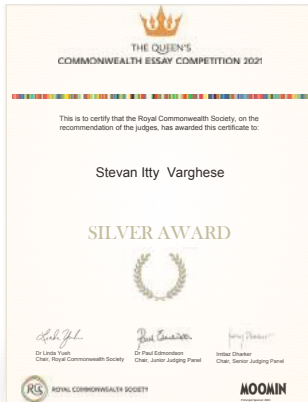 THE QUEEN'S
COMMONWEALTH ESSAY COMPETITION 2021
This is to certify that the Royal Commonwealth Society, on the
recommendation of the judges, has awarded this certificate to:
Stevan Itty Varghese
SILVER AWARD
Dr Linda Yueh
Chair, Royal Commonwealth Society
Dr Paul Edmondson
Chair, Junior Judging Panel
Imtiaz Dharker
Chair, Senior Judging Panel
RCS
ROYAL COMMONWEALTH SOCIETY
MOOMIN